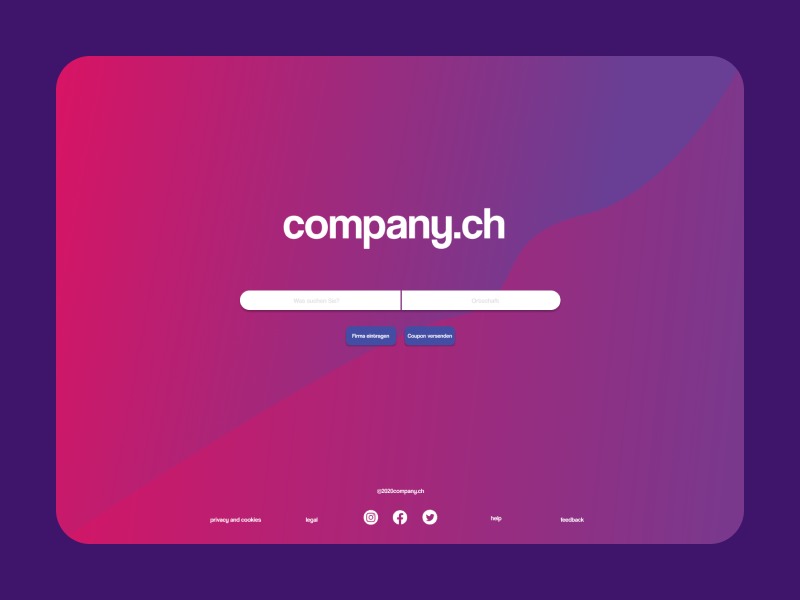 company.ch
Was suchen Sie? Ortschaft
Firma eintragen Coupon versenden
©2020company.ch
privacy and cookies legal help feedback